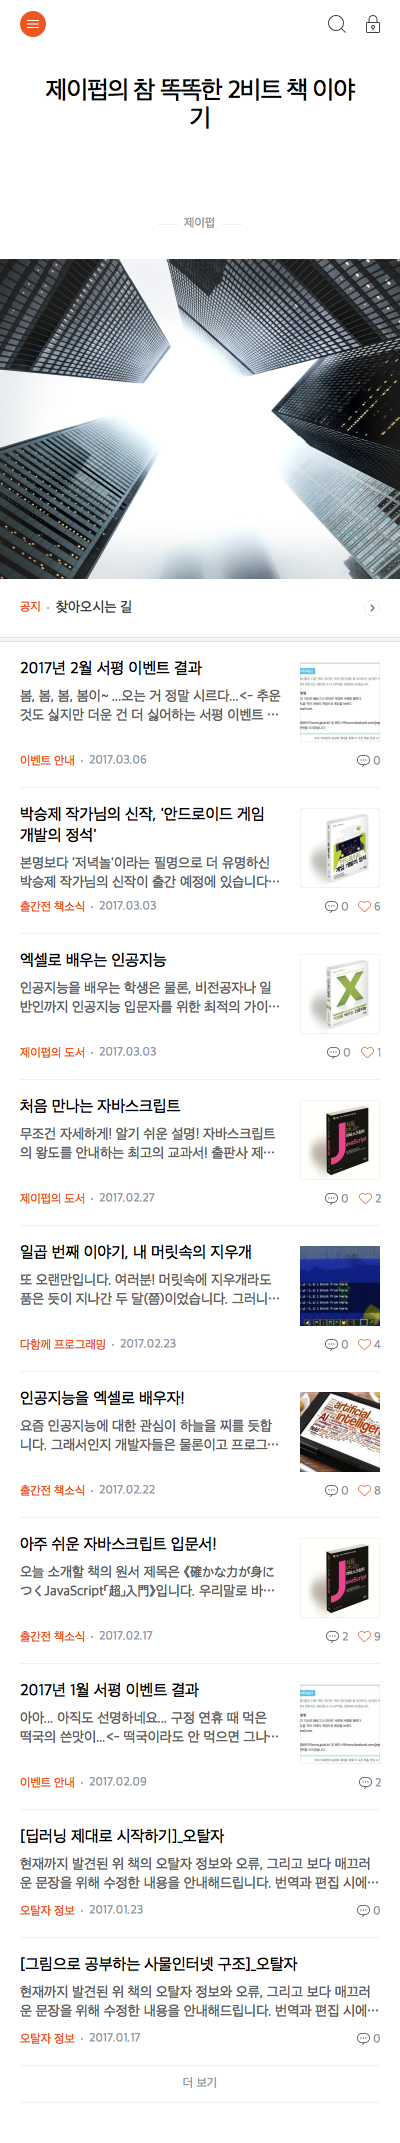 제이펍의 참 똑똑한 2비트 책 이야
기
제이펍
공지 · 찾아오시는 길
2017년 2월 서평 이벤트 결과
봄, 봄, 봄, 봄이~ ...오는 거 정말 시르다...<- 추운
것도 싫지만 더운 건 더 싫어하는 서평 이벤트 ...
이벤트 안내 · 2017.03.06
0
박승제 작가님의 신작, '안드로이드 게임
개발의 정석'
본명보다 '저녁놀'이라는 필명으로 더 유명하신
박승제 작가님의 신작이 출간 예정에 있습니다...
출간전 책소식 · 2017.03.03
0 6
엑셀로 배우는 인공지능
인공지능을 배우는 학생은 물론, 비전공자나 일
반인까지 인공지능 입문자를 위한 최적의 가이...
제이펍의 도서 · 2017.03.03
0 1
처음 만나는 자바스크립트
무조건 자세하게! 알기 쉬운 설명! 자바스크립트
의 왕도를 안내하는 최고의 교과서! 출판사 제...
제이펍의 도서 · 2017.02.27
0 2
일곱 번째 이야기, 내 머릿속의 지우개
또 오랜만입니다. 여러분! 머릿속에 지우개라도
품은 듯이 지나간 두 달(쯤)이었습니다. 그러니...
다함께 프로그래밍 · 2017.02.23
0 4
인공지능을 엑셀로 배우자!
요즘 인공지능에 대한 관심이 하늘을 찌를 듯합
니다. 그래서인지 개발자들은 물론이고 프로그...
artificial
intelligen
AI
출간전 책소식 · 2017.02.22
0 8
아주 쉬운 자바스크립트 입문서!
오늘 소개할 책의 원서 제목은 《確かな力が身に
つくJavaScript「超」入門》입니다. 우리말로 바...
출간전 책소식 · 2017.02.17
2 9
2017년 1월 서평 이벤트 결과
아아... 아직도 선명하네요... 구정 연휴 때 먹은
떡국의 쓴맛이...<- 떡국이라도 안 먹으면 그나...
이벤트 안내 · 2017.02.09
2
[딥러닝 제대로 시작하기]_오탈자
현재까지 발견된 위 책의 오탈자 정보와 오류, 그리고 보다 매끄러
운 문장을 위해 수정한 내용을 안내해드립니다. 번역과 편집 시에...
오탈자 정보 · 2017.01.23
0
[그림으로 공부하는 사물인터넷 구조]_오탈자
현재까지 발견된 위 책의 오탈자 정보와 오류, 그리고 보다 매끄러
운 문장을 위해 수정한 내용을 안내해드립니다. 번역과 편집 시에...
오탈자 정보 · 2017.01.17
0
더 보기